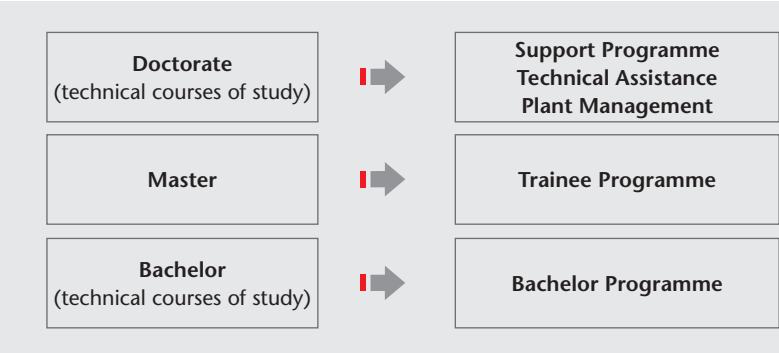 Doctorate
(technical courses of study)
Support Programme
Technical Assistance
Plant Management
Master
Trainee Programme
Bachelor
(technical courses of study)
Bachelor Programme